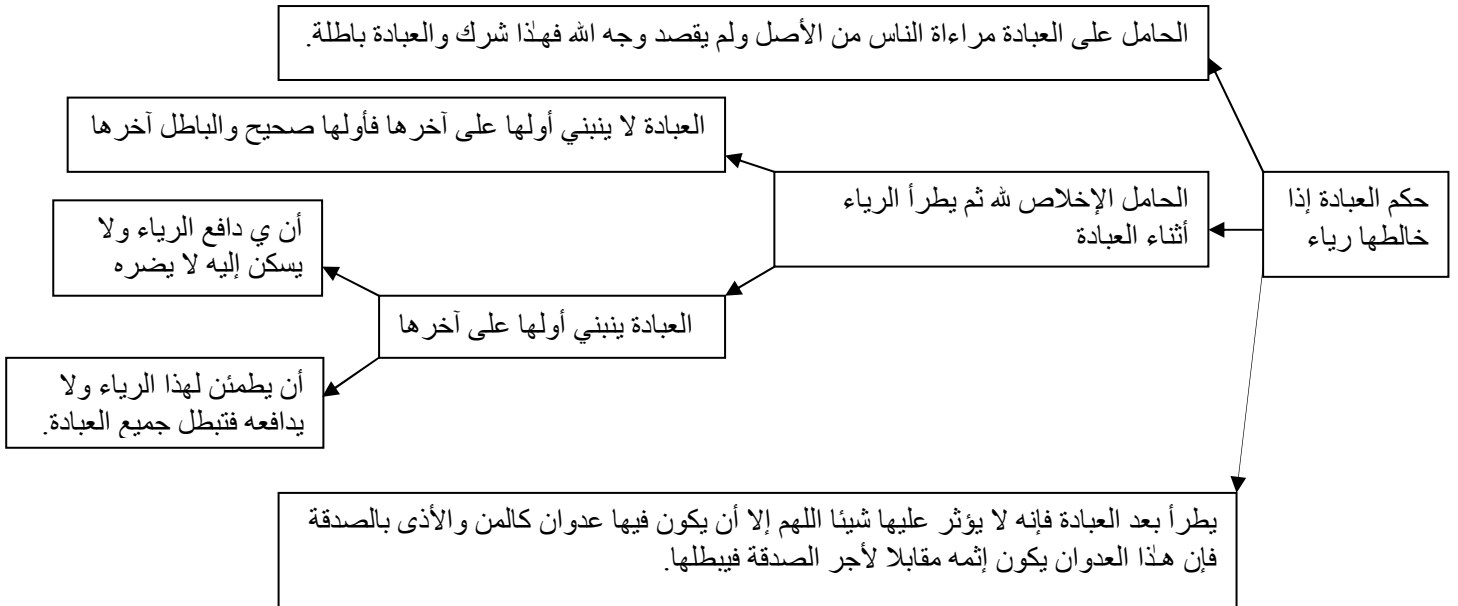 الحامل على العبادة مراءاة الناس من الأصل ولم يقصد وجه الله فهٰذا شرك والعبادة باطلة.
العبادة لا ينبني أولها على آخرها فأولها صحيح والباطل آخرها
حكم العبادة إذا
خالطها رياء
الحامل الإخلاص لله ثم يطرأ الرياء
أثناء العبادة
أن ي دافع الرياء ولا
يسكن إليه لا يضره
العبادة ينبني أولها على آخرها
أن يطمئن لهذا الرياء ولا
يدافعه فتبطل جميع العبادة.
يطرأ بعد العبادة فإنه لا يؤثر عليها شيئا اللهم إلا أن يكون فيها عدوان كالمن والأذى بالصدقة
فإن هٰذا العدوان يكون إثمه مقابلا لأجر الصدقة فيبطلها.